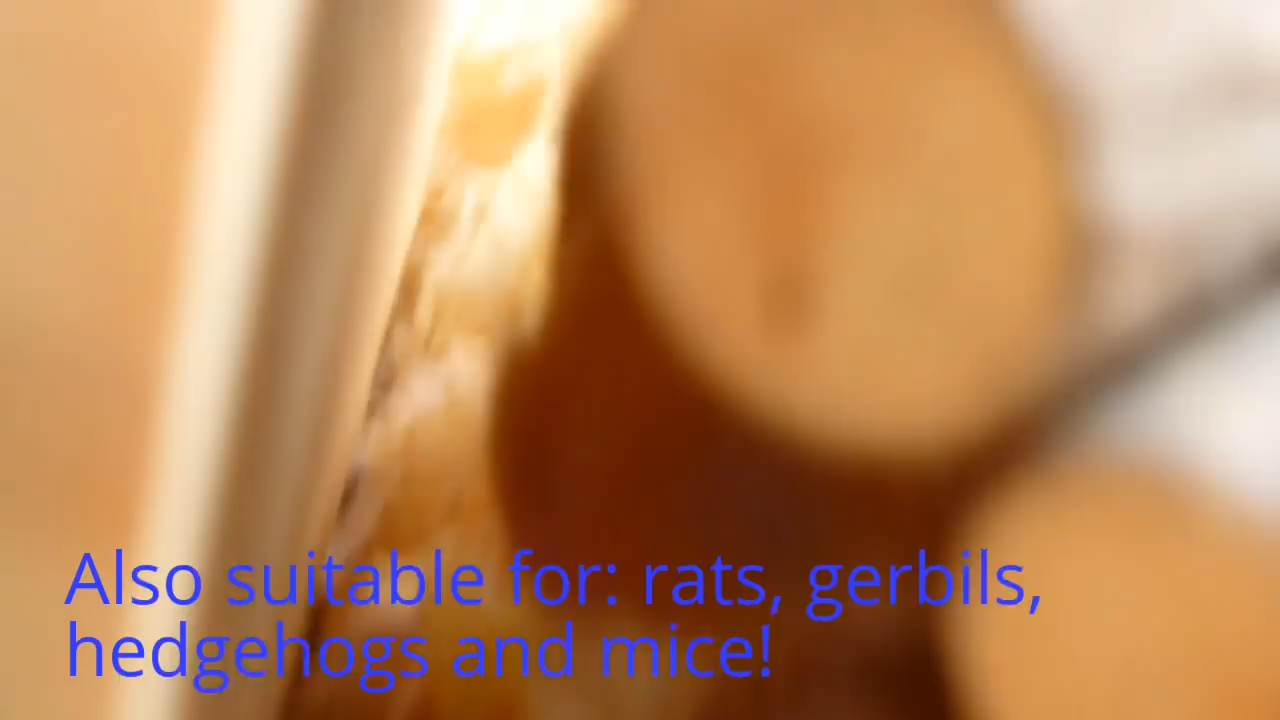 Also suitable for: rats, gerbils,
hedgehogs and mice!